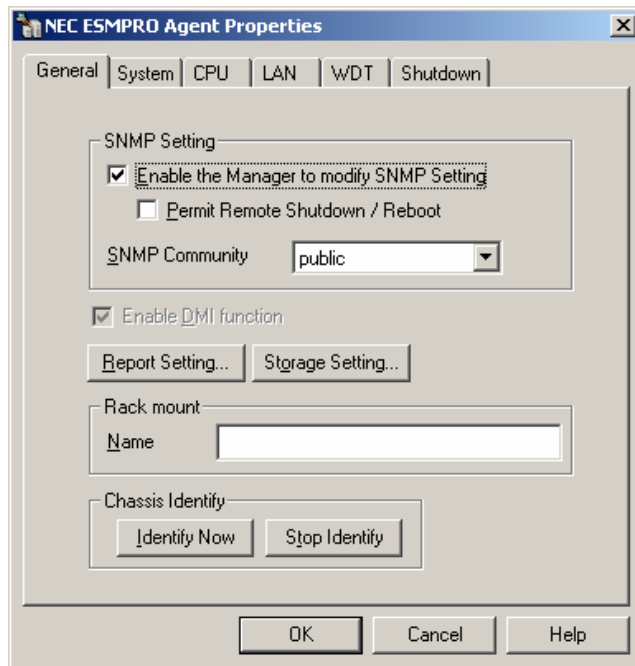 NEC ESMPRO Agent Properties
General System CPU LAN WDT Shutdown
SNMP Setting
Enable the Manager to modify SNMP Setting
Permit Remote Shutdown / Reboot
SNMP Community public
Enable DMI function
Report Setting... Storage Setting...
Rack mount
Name
Chassis Identify
Identify Now Stop Identify
OK Cancel Help